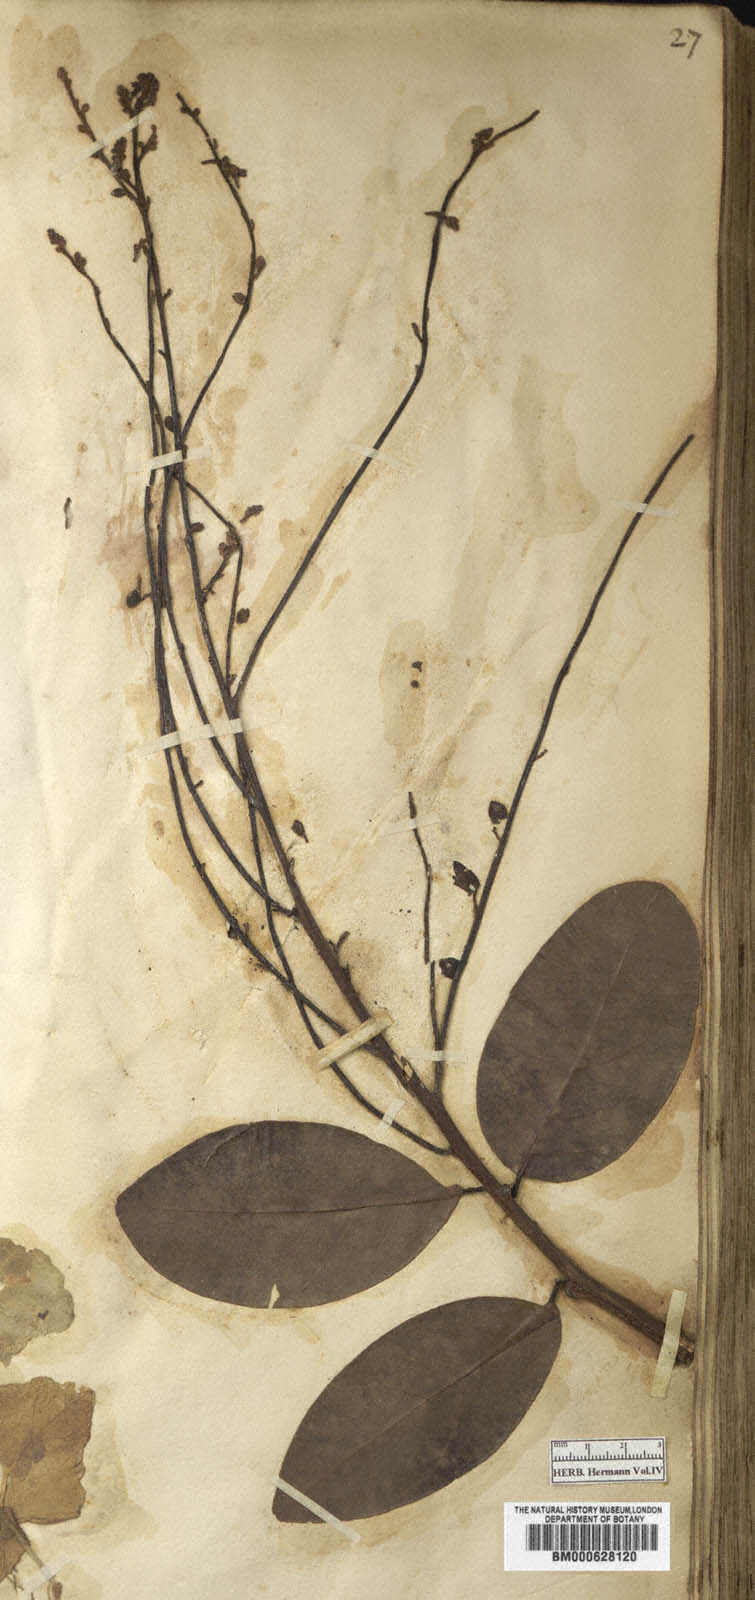 27
mm 1 2 3
HERB. Hermann Vol.IV
THE NATURAL HISTORY MUSEUM,LONDON
DEPARTMENT OF BOTANY
BM000628120